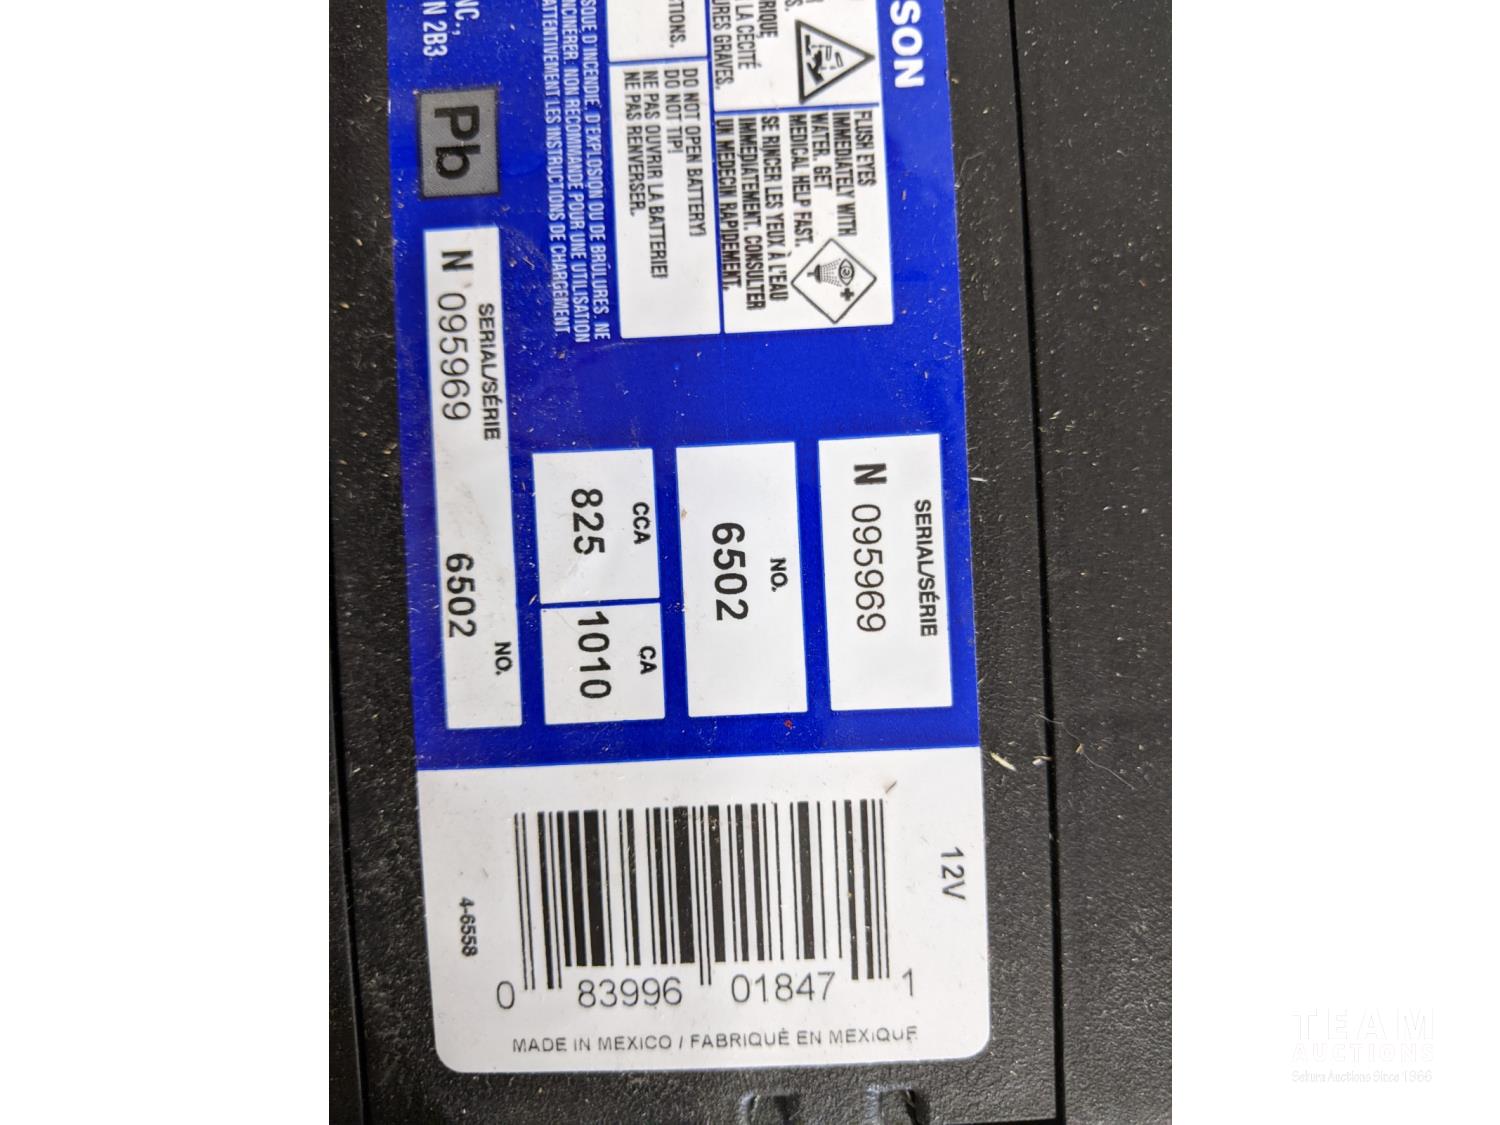 SON
FLUSH EYES
IMMEDIATELY WITH
WATER. GET
MEDICAL HELP FAST.
SE RINCER LES YEUX À L'EAU
IMMÉDIATEMENT. CONSULTER
UN MÉDECIN RAPIDEMENT.
S.
RIQUE,
LA CÉCITÉ
URES GRAVES.
TIONS.
DO NOT OPEN BATTERY!
DO NOT TIP!
NE PAS OUVRIR LA BATTERIE!
NE PAS RENVERSER.
SQUE D'INCENDIE, D'EXPLOSION OU DE BRÛLURES. NE
NCINÉRER. NON RECOMMANDÉ POUR UNE UTILISATION
ATTENTIVEMENT LES INSTRUCTIONS DE CHARGEMENT.
NC.,
N 2B3
Pb
SERIAL/SÉRIE
N 095969
NO.
6502
CCA
825
CA
1010
SERIAL/SÉRIE NO.
N 095969 6502
12V
0 83996 01847 1
4-6558
MADE IN MEXICO / FABRIQUÉ EN MEXIQUE
TEAM
AUCTIONS
Sekura Auctions Since 1966